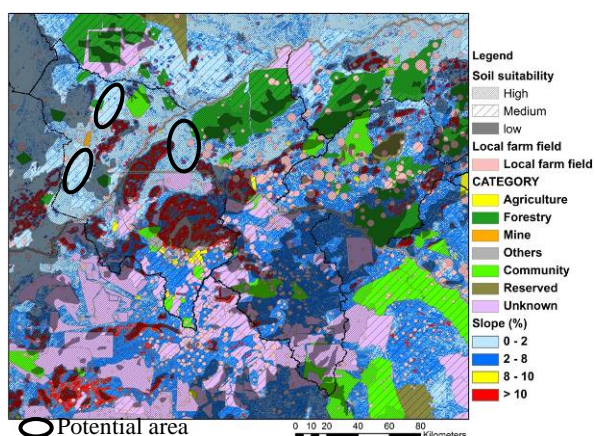 Legend
Soil suitability
High
Medium
low
Local farm field
Local farm field
CATEGORY
Agriculture
Forestry
Mine
Others
Community
Reserved
Unknown
Slope (%)
0 - 2
2 - 8
8 - 10
> 10
Potential area
0 10 20 40 60 80
Kilometers